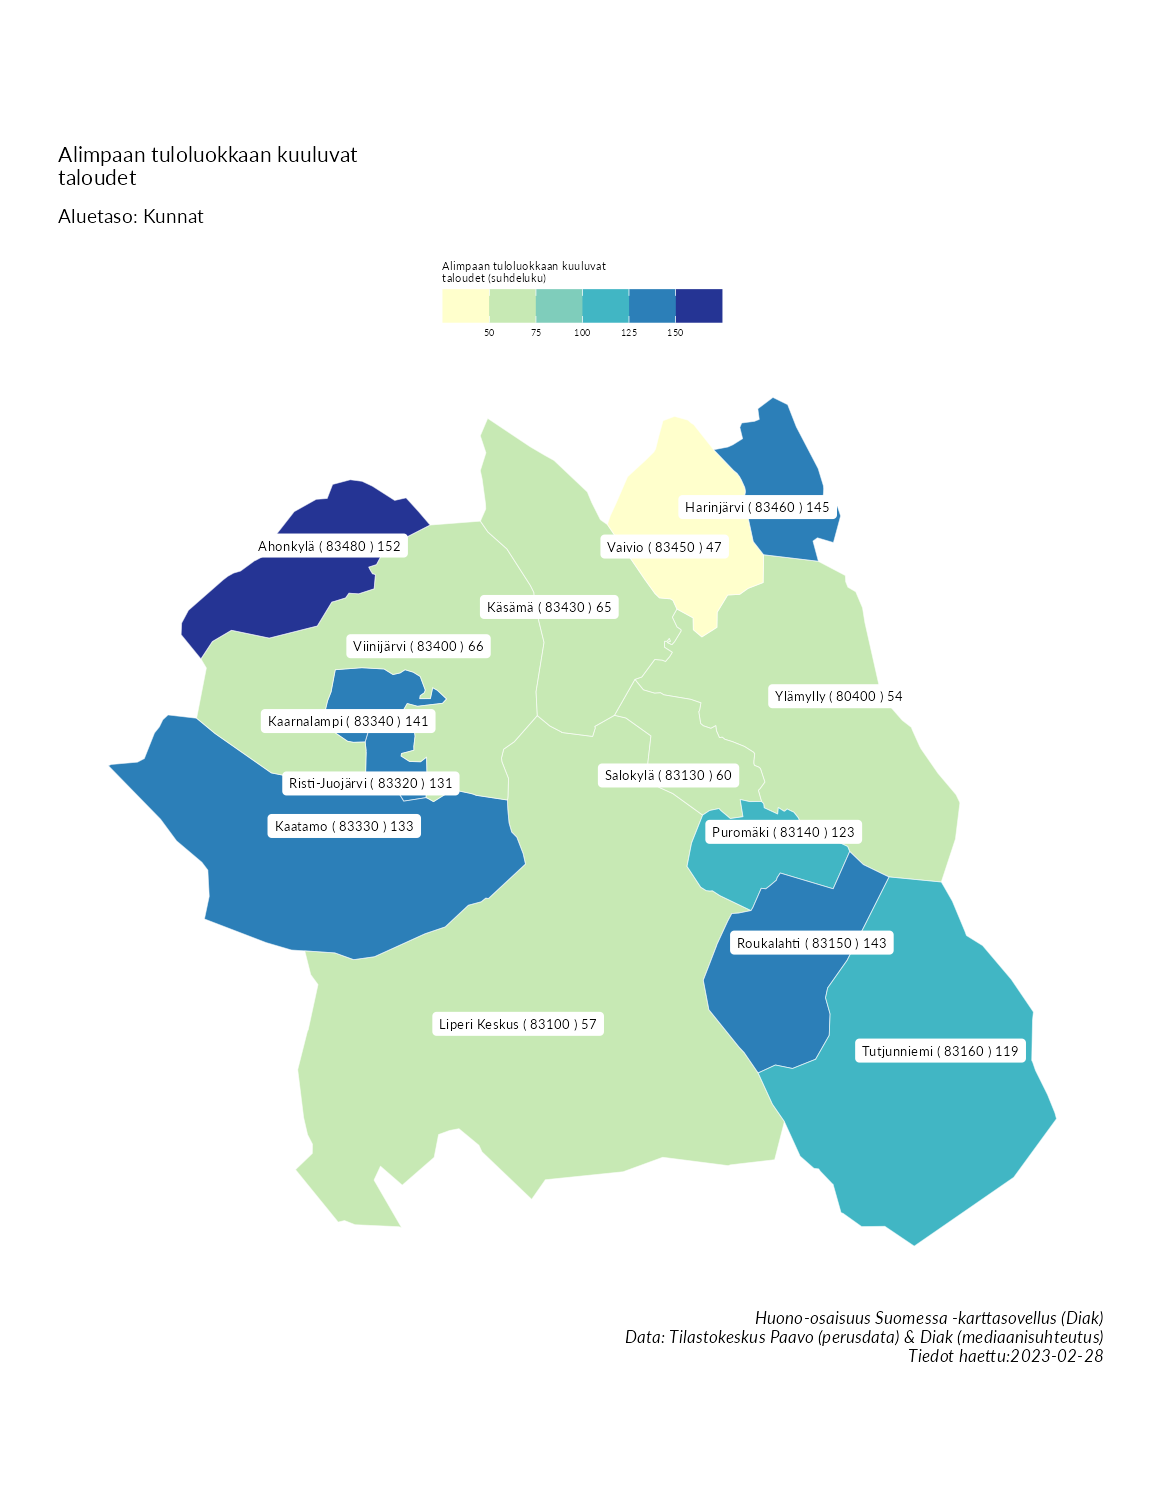 Alimpaan tuloluokkaan kuuluvat
taloudet
Aluetaso: Kunnat
Alimpaan tuloluokkaan kuuluvat
taloudet (suhdeluku)
50 75 100 125 150
Harinjärvi ( 83460 ) 145
Ahonkylä ( 83480 ) 152
Vaivio ( 83450 ) 47
Käsämä ( 83430 ) 65
Viinijärvi ( 83400 ) 66
Ylämylly ( 80400 ) 54
Kaarnalampi ( 83340 ) 141
Salokylä ( 83130 ) 60
Risti-Juojärvi ( 83320 ) 131
Kaatamo ( 83330 ) 133
Puromäki ( 83140 ) 123
Roukalahti ( 83150 ) 143
Liperi Keskus ( 83100 ) 57
Tutjunniemi ( 83160 ) 119
Huono-osaisuus Suomessa -karttasovellus (Diak)
Data: Tilastokeskus Paavo (perusdata) & Diak (mediaanisuhteutus)
Tiedot haettu:2023-02-28